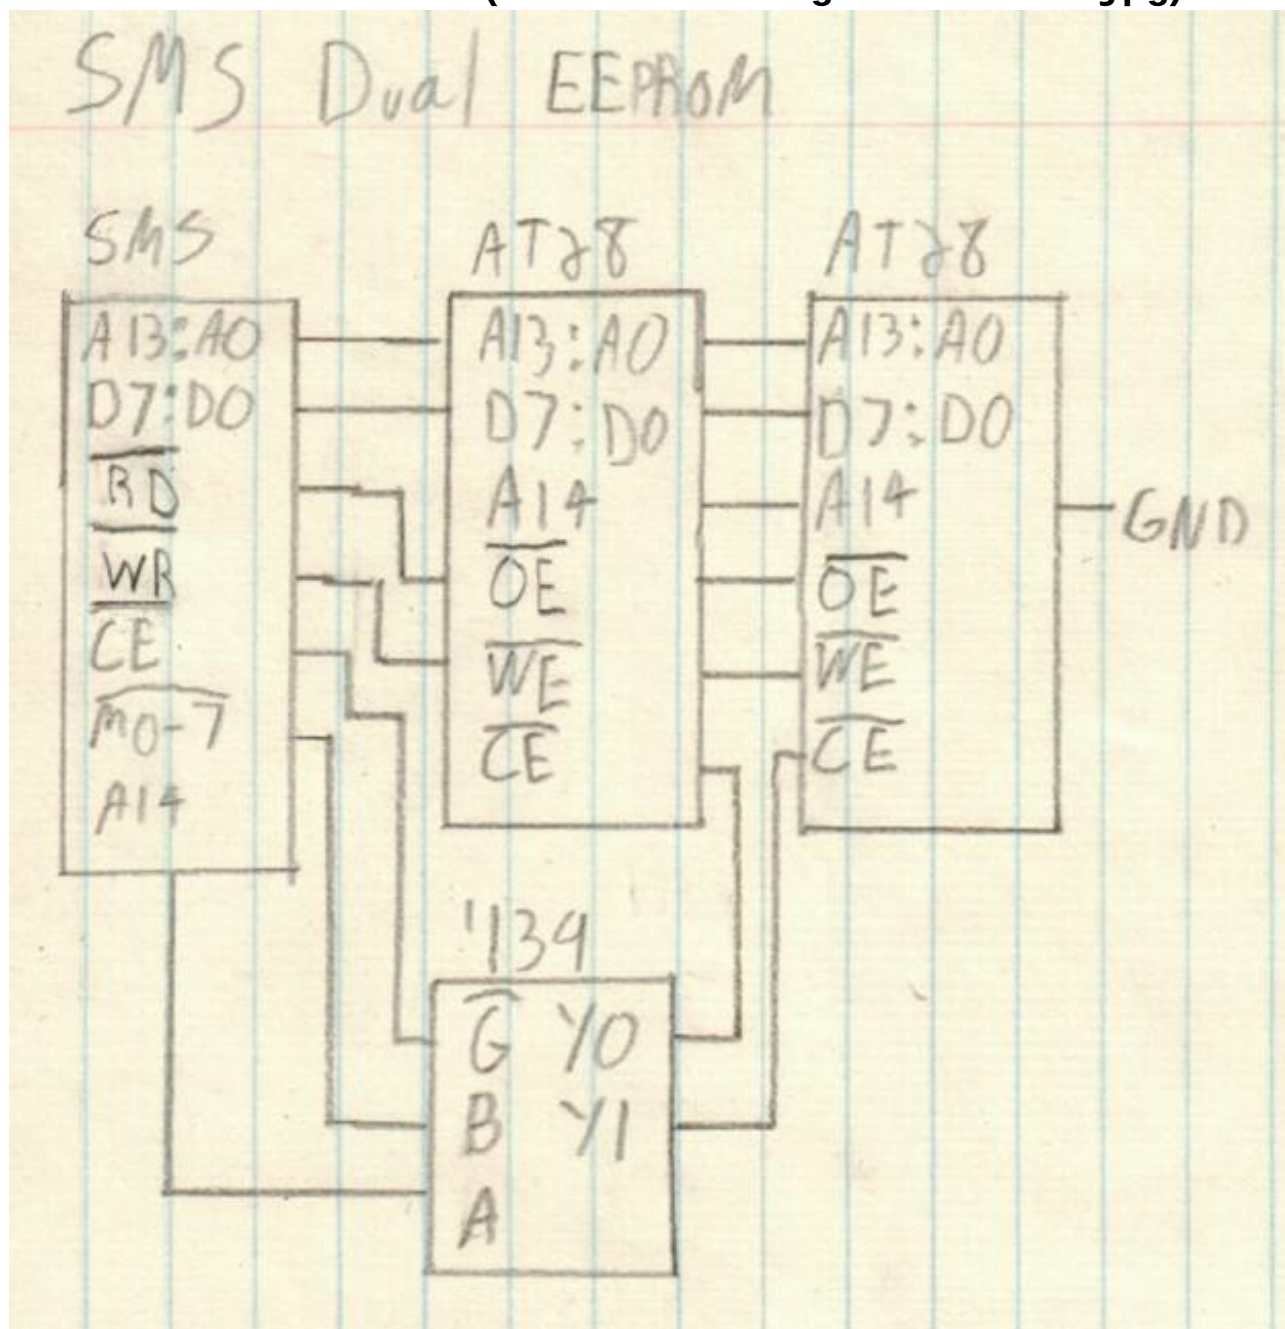 SMS Dual EEPROM
SMS
A13:A0
D7:D0
RD
WR
CE
M0-7
A14
AT28
A13:A0
D7:D0
A14
OE
WE
CE
AT28
A13:A0
D7:D0
A14
OE
WE
CE
GND
'139
G Y0
B Y1
A